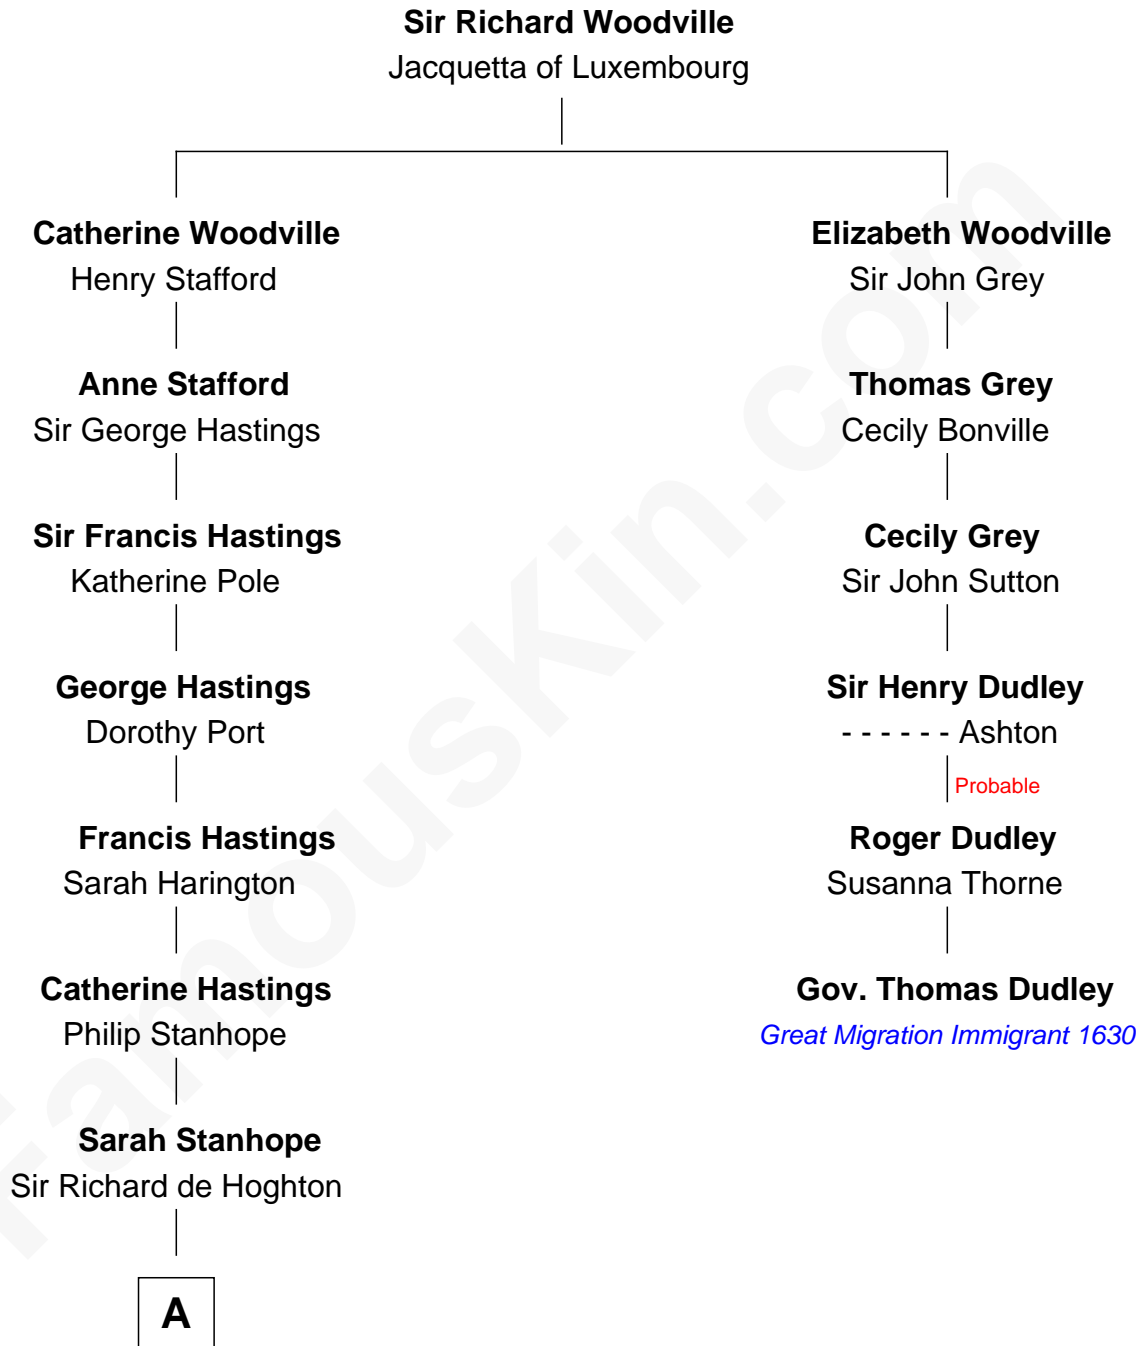 Sir Richard Woodville
Jacquetta of Luxembourg
Catherine Woodville
Henry Stafford
Elizabeth Woodville
Sir John Grey
Anne Stafford
Sir George Hastings
Thomas Grey
Cecily Bonville
Sir Francis Hastings
Katherine Pole
Cecily Grey
Sir John Sutton
George Hastings
Dorothy Port
Sir Henry Dudley
- - - - - - Ashton
Probable
Francis Hastings
Sarah Harington
Roger Dudley
Susanna Thorne
Catherine Hastings
Philip Stanhope
Gov. Thomas Dudley
Great Migration Immigrant 1630
Sarah Stanhope
Sir Richard de Hoghton
A
FamousKin.com